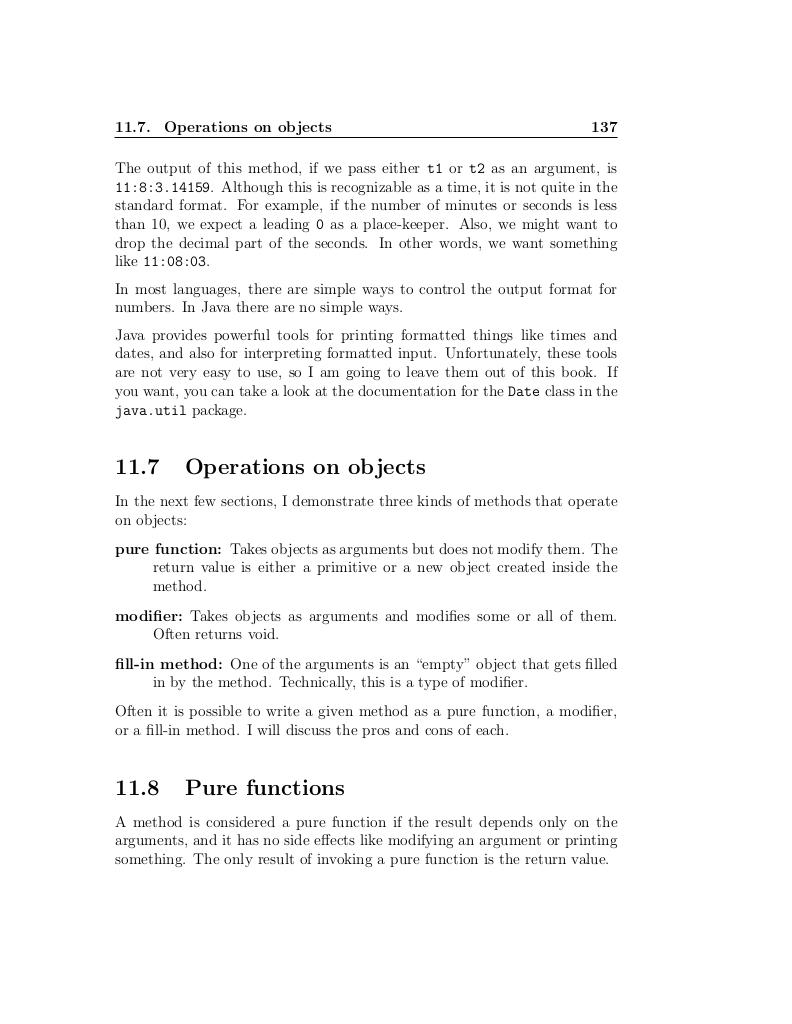 11.7. Operations on objects 137
The output of this method, if we pass either t1 or t2 as an argument, is
11:8:3.14159. Although this is recognizable as a time, it is not quite in the
standard format. For example, if the number of minutes or seconds is less
than 10, we expect a leading 0 as a place-keeper. Also, we might want to
drop the decimal part of the seconds. In other words, we want something
like 11:08:03.
In most languages, there are simple ways to control the output format for
numbers. In Java there are no simple ways.
Java provides powerful tools for printing formatted things like times and
dates, and also for interpreting formatted input. Unfortunately, these tools
are not very easy to use, so I am going to leave them out of this book. If
you want, you can take a look at the documentation for the Date class in the
java.util package.
11.7 Operations on objects
In the next few sections, I demonstrate three kinds of methods that operate
on objects:
pure function: Takes objects as arguments but does not modify them. The
return value is either a primitive or a new object created inside the
method.
modifier: Takes objects as arguments and modifies some or all of them.
Often returns void.
fill-in method: One of the arguments is an “empty” object that gets filled
in by the method. Technically, this is a type of modifier.
Often it is possible to write a given method as a pure function, a modifier,
or a fill-in method. I will discuss the pros and cons of each.
11.8 Pure functions
A method is considered a pure function if the result depends only on the
arguments, and it has no side effects like modifying an argument or printing
something. The only result of invoking a pure function is the return value.